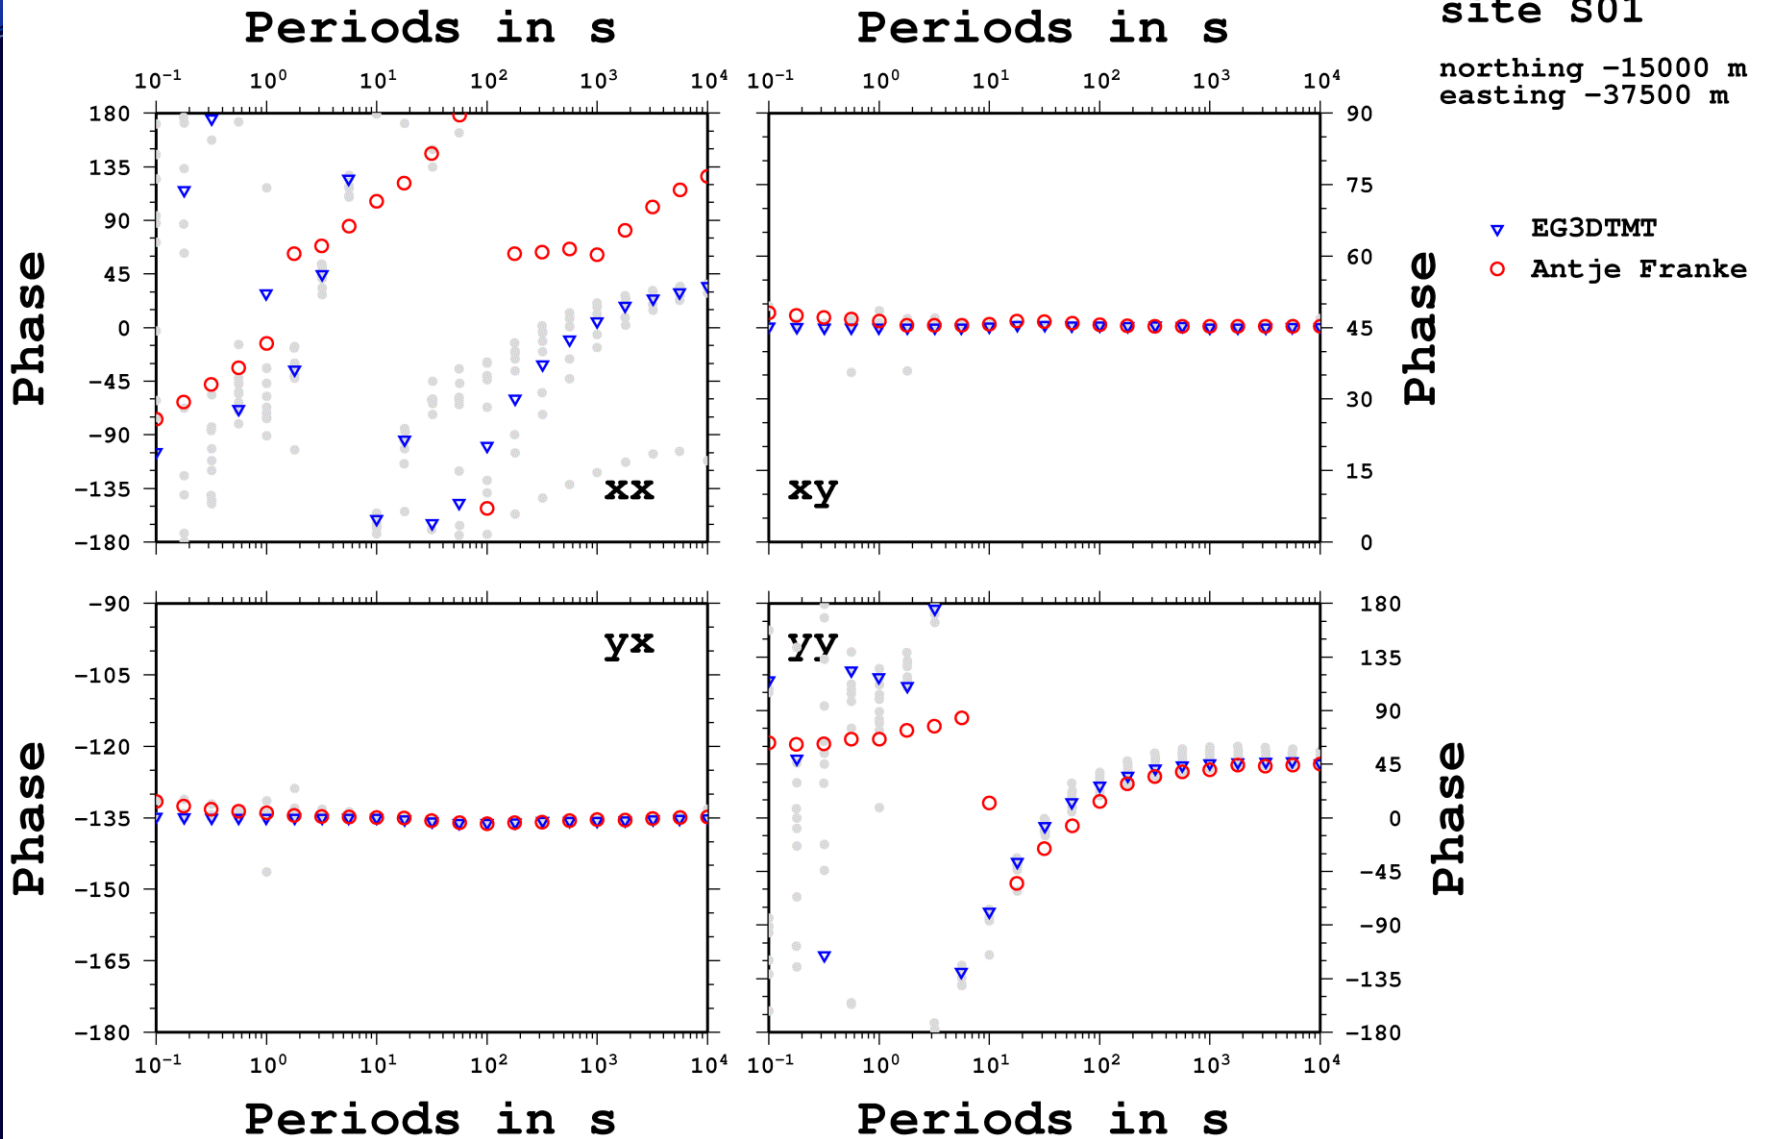 Periods in s
Periods in s
site S01
northing −15000 m
easting −37500 m
10⁻¹ 10⁰ 10¹ 10² 10³ 10⁴
10⁻¹ 10⁰ 10¹ 10² 10³ 10⁴
Phase
180
135
90
45
0
−45
−90
−135
−180
xx
xy
90
75
60
45
30
15
0
Phase
EG3DTMT
Antje Franke
Phase
−90
−105
−120
−135
−150
−165
−180
yx
yy
180
135
90
45
0
−45
−90
−135
−180
Phase
10⁻¹ 10⁰ 10¹ 10² 10³ 10⁴
10⁻¹ 10⁰ 10¹ 10² 10³ 10⁴
Periods in s
Periods in s